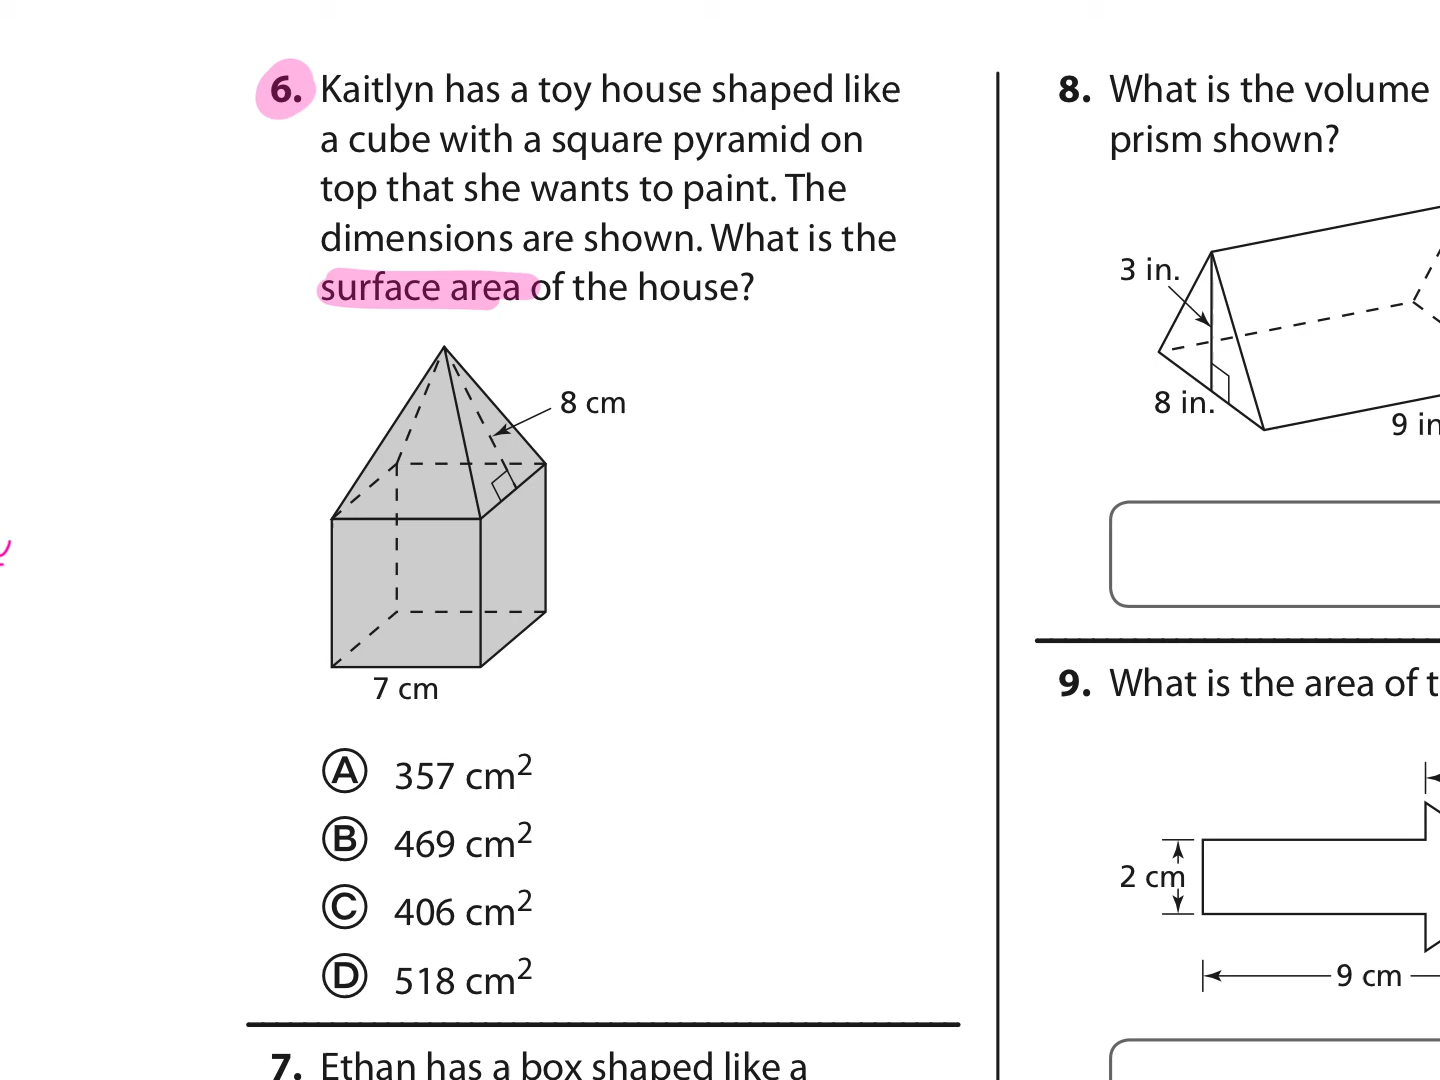 6. Kaitlyn has a toy house shaped like
a cube with a square pyramid on
top that she wants to paint. The
dimensions are shown. What is the
surface area of the house?
8 cm
7 cm
A 357 cm²
B 469 cm²
C 406 cm²
D 518 cm²
7. Ethan has a box shaped like a
8. What is the volume
prism shown?
3 in.
8 in.
9 in
9. What is the area of t
2 cm
9 cm